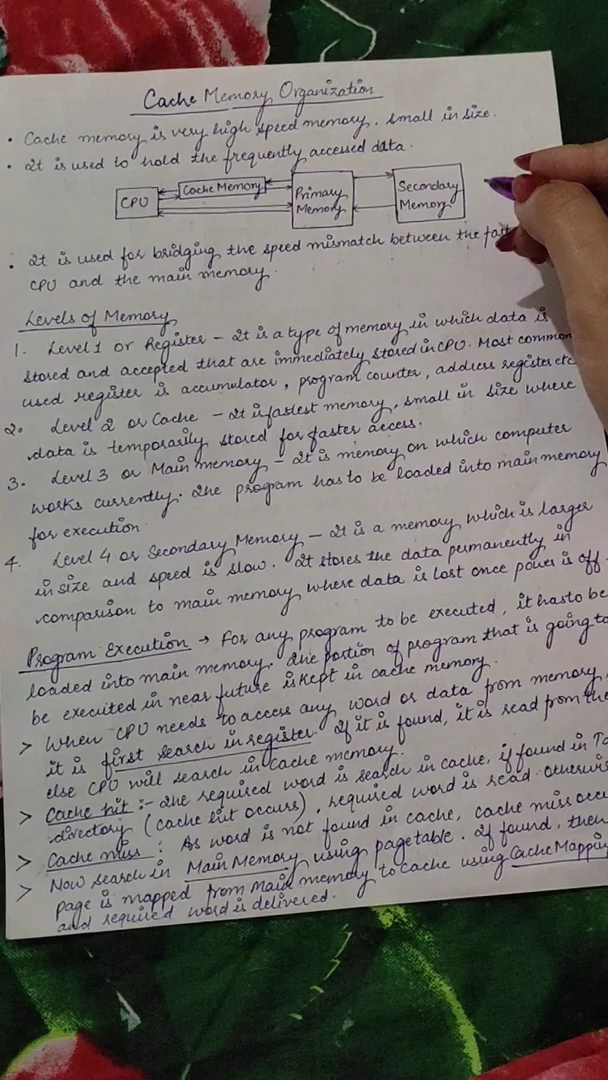 Cache Memory Organization
• Cache memory is very high speed memory, small in size.
• It is used to hold the frequently accessed data.
CPU
Cache Memory
Primary Memory
Secondary Memory
• It is used for bridging the speed mismatch between the fast
CPU and the main memory.
Levels of Memory
1. Level 1 or Register – It is a type of memory in which data is
stored and accepted that are immediately stored in CPU. Most common
used register is accumulator, program counter, address register etc
2. Level 2 or Cache – It is fastest memory, small in size where
data is temporarily stored for faster access.
3. Level 3 or Main memory – It is memory on which computer
works currently. The program has to be loaded into main memory
for execution
4. Level 4 or Secondary Memory – It is a memory which is larger
in size and speed is slow. It stores the data permanently in
comparison to main memory where data is lost once power is off.
Program Execution → For any program to be executed, it has to be
loaded into main memory. The portion of program that is going to
be executed in near future is kept in cache memory.
> When CPU needs to access any word or data from memory,
it is first search in register. If it is found, it is read from the
else CPU will search in cache memory.
> Cache hit :- The required word is search in cache, if found in
directory (cache hit occurs), required word is read. Otherwis
> Cache miss : As word is not found in cache, cache miss occu
> Now search in Main Memory using page table. If found, then
page is mapped from Main memory to cache using Cache Mapping
and required word is delivered.